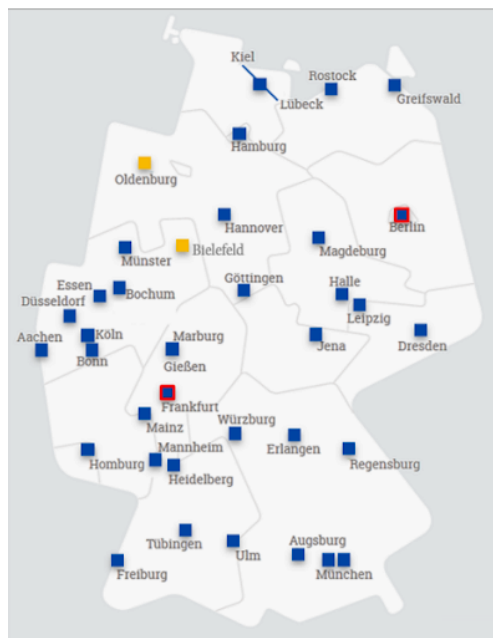 Kiel
Rostock
Lübeck
Greifswald
Hamburg
Oldenburg
Hannover
Berlin
Bielefeld
Magdeburg
Münster
Göttingen
Halle
Essen
Bochum
Düsseldorf
Leipzig
Aachen
Köln
Marburg
Jena
Dresden
Bonn
Gießen
Frankfurt
Mainz
Würzburg
Mannheim
Erlangen
Homburg
Regensburg
Heidelberg
Tübingen
Ulm
Augsburg
Freiburg
München